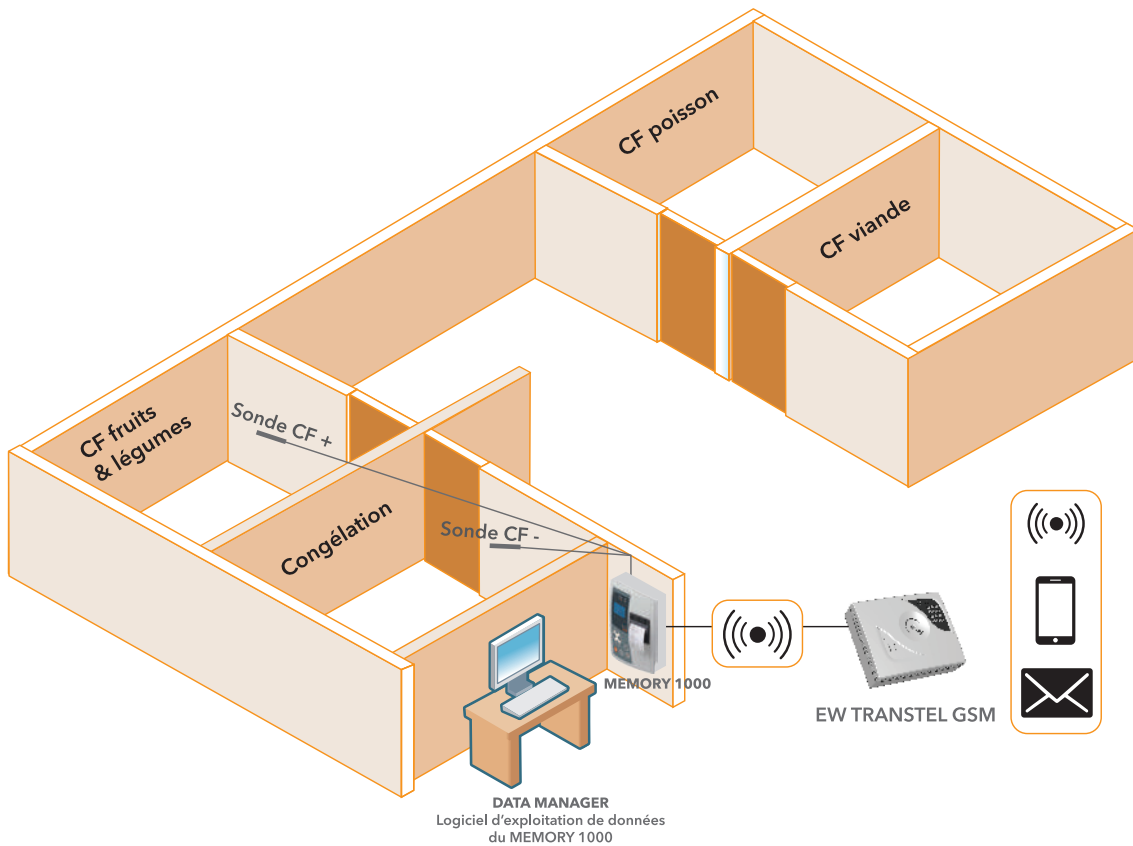 CF poisson
CF viande
CF fruits
& légumes
Sonde CF +
Congélation
Sonde CF -
MEMORY 1000
EW TRANSTEL GSM
DATA MANAGER
Logiciel d'exploitation de données
du MEMORY 1000